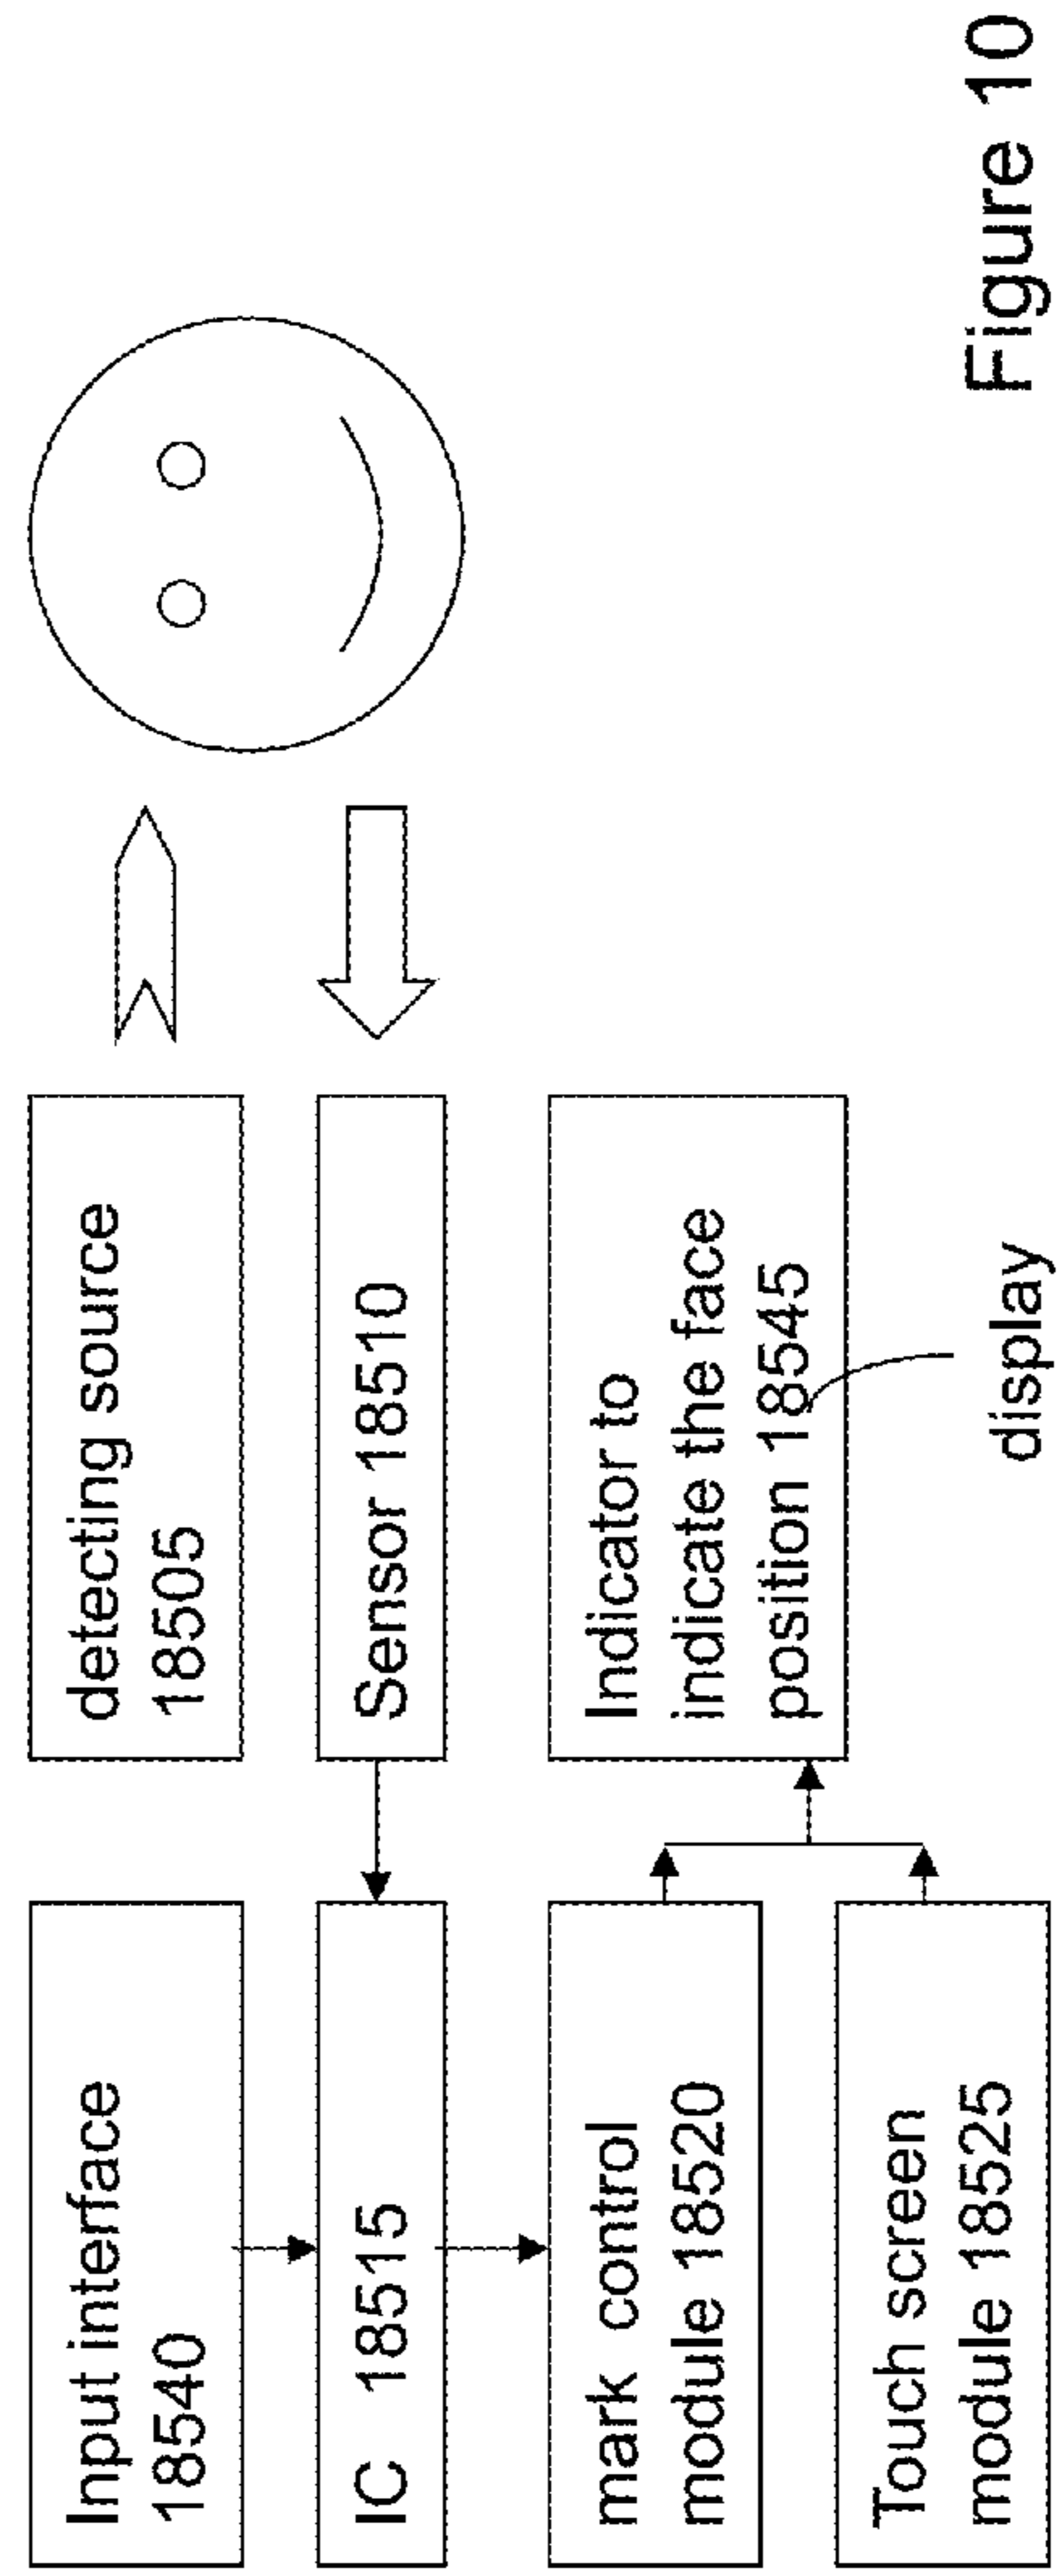 Input interface
18540
detecting source
18505
IC 18515
Sensor 18510
mark control
module 18520
Indicator to
indicate the face
position 18545
Touch screen
module 18525
display
Figure 10